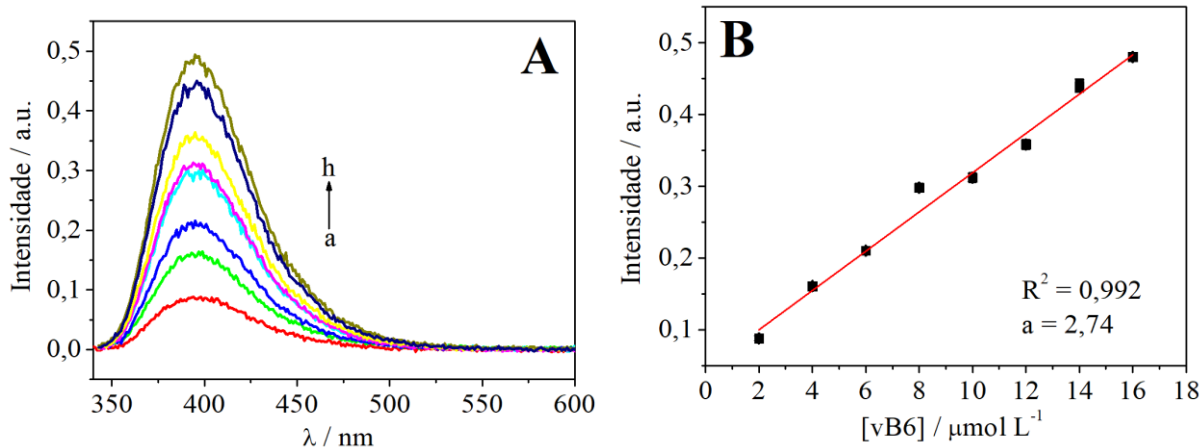 A
Intensidade / a.u.
0,5
0,4
0,3
0,2
0,1
0,0
h
a
350 400 450 500 550 600
λ / nm
B
Intensidade / a.u.
0,5
0,4
0,3
0,2
0,1
R² = 0,992
a = 2,74
0 2 4 6 8 10 12 14 16 18
[vB6] / μmol L⁻¹